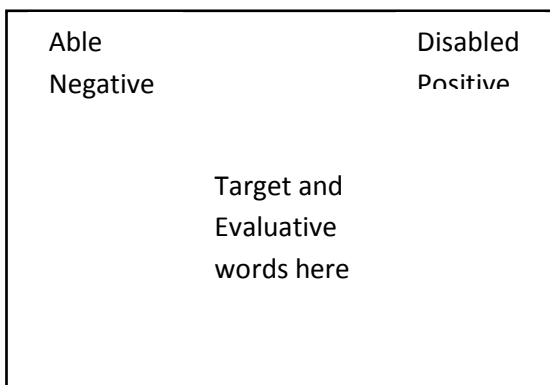 Able
Negative
Disabled
Positive
Target and
Evaluative
words here